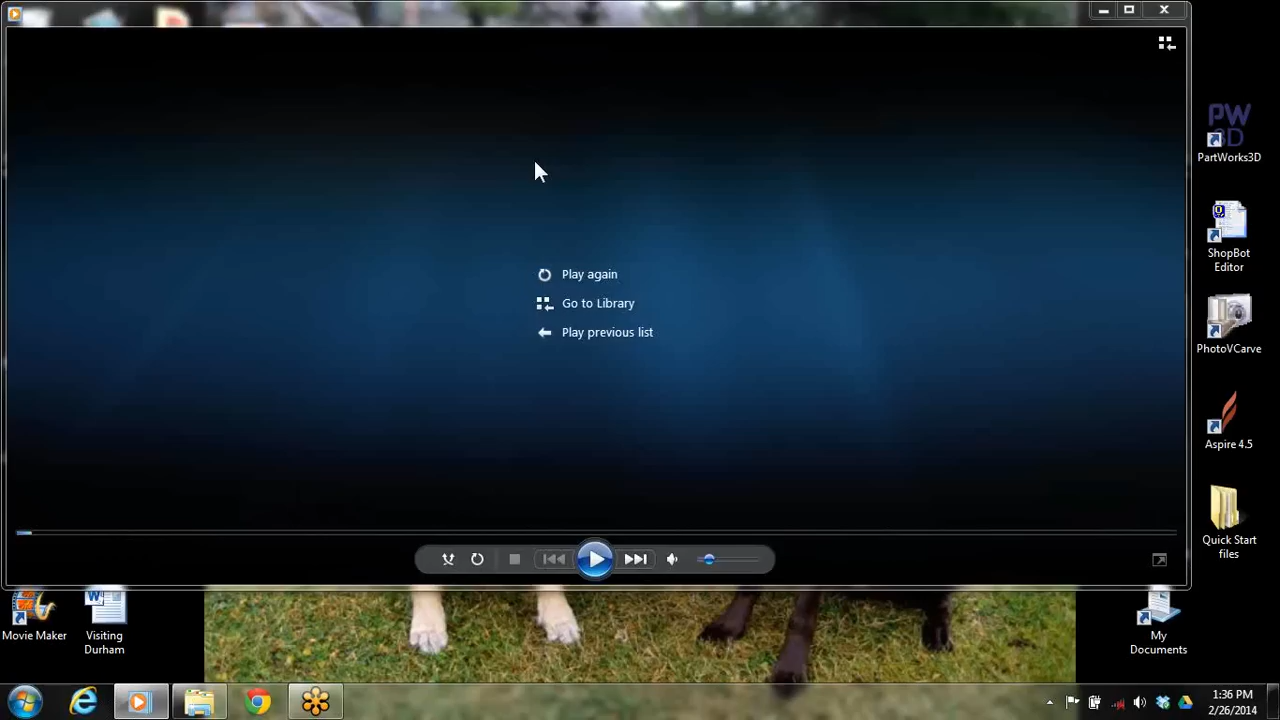 PW
3D
PartWorks3D
ShopBot
Editor
PhotoVCarve
Aspire 4.5
Quick Start
files
Play again
Go to Library
Play previous list
Movie Maker
Visiting
Durham
My
Documents
1:36 PM
2/26/2014